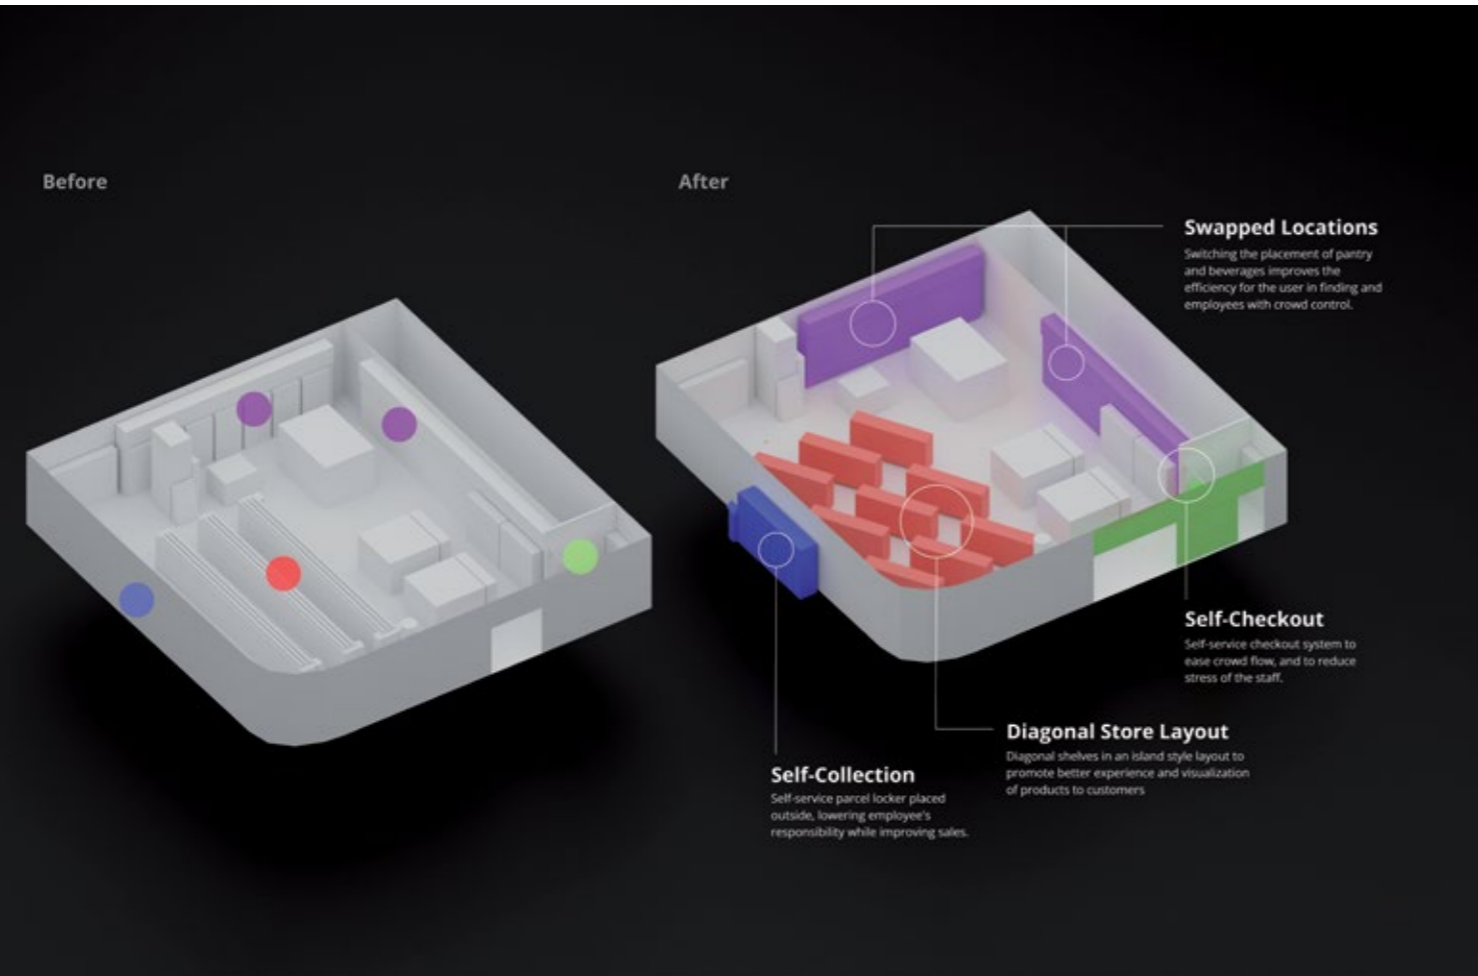 Before
After
Swapped Locations
Switching the placement of pantry
and beverages improves the
efficiency for the user in finding and
employees with crowd control.
Self-Checkout
Self-service checkout system to
ease crowd flow, and to reduce
stress of the staff.
Diagonal Store Layout
Diagonal shelves in an island style layout to
promote better experience and visualization
of products to customers
Self-Collection
Self-service parcel locker placed
outside, lowering employee's
responsibility while improving sales.